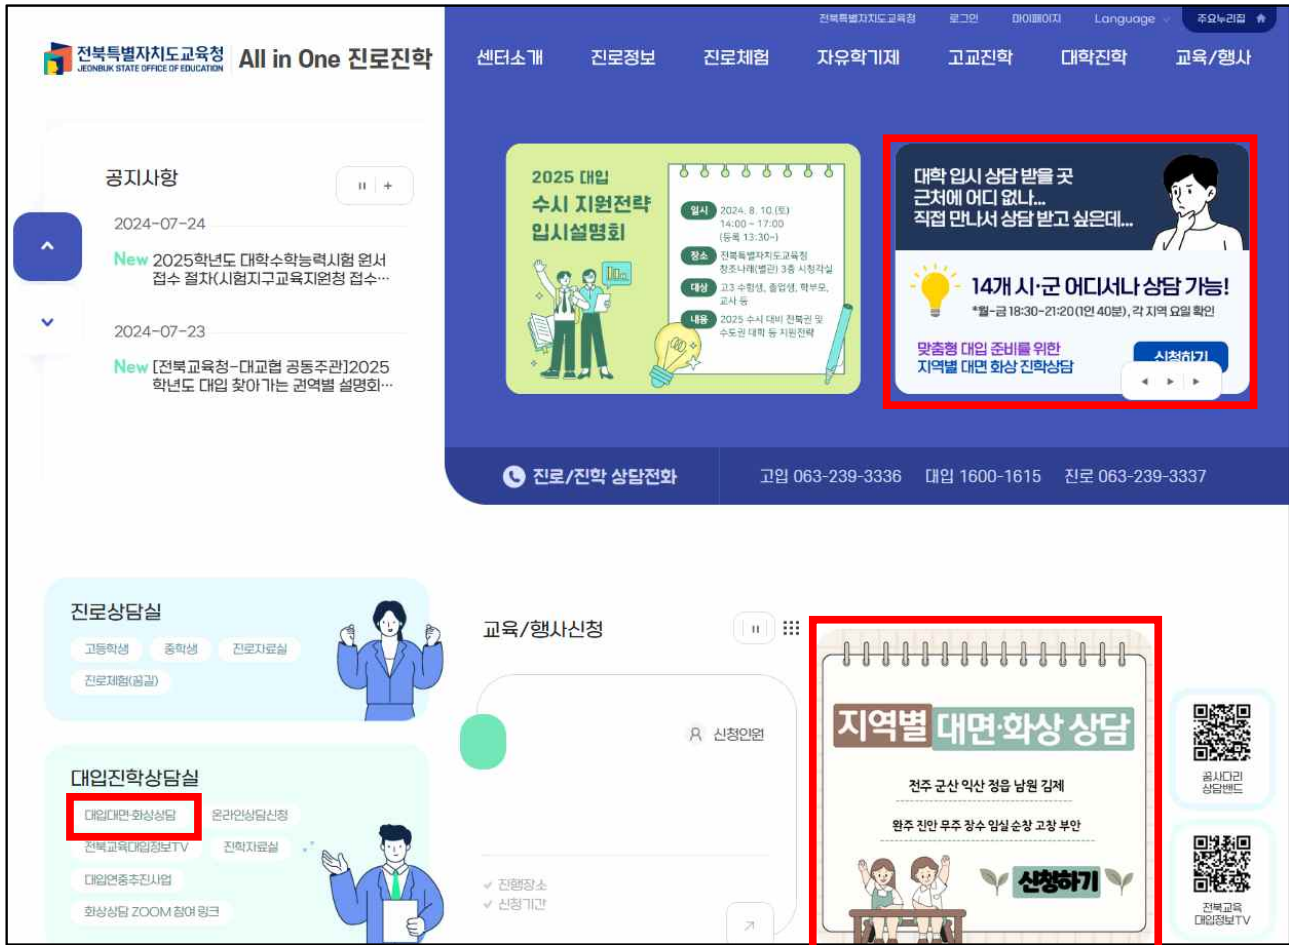 전북특별자치도교육청 로그인 마이페이지 Language 주요누리집
전북특별자치도교육청
JEONBUK STATE OFFICE OF EDUCATION
All in One 진로진학
센터소개 진로정보 진로체험 자유학기제 고교진학 대학진학 교육/행사
공지사항
2024-07-24
New 2025학년도 대학수학능력시험 원서
접수 절차(시험지구교육지원청 접수…
2024-07-23
New [전북교육청-대교협 공동주관]2025
학년도 대입 찾아가는 권역별 설명회…
2025 대입
수시 지원전략
입시설명회
일시 2024. 8. 10.(토)
14:00 ~ 17:00
(등록 13:30~)
장소 전북특별자치도교육청
창조나래(별관) 3층 시청각실
대상 고3 수험생, 졸업생, 학부모,
교사 등
내용 2025 수시 대비 전북권 및
수도권 대학 등 지원전략
대학 입시 상담 받을 곳
근처에 어디 없나...
직접 만나서 상담 받고 싶은데...
14개 시·군 어디서나 상담 가능!
*월~금 18:30~21:20 (1인 40분), 각 지역 요일 확인
맞춤형 대입 준비를 위한
지역별 대면 화상 진학상담
신청하기
진로/진학 상담전화
고입 063-239-3336 대입 1600-1615 진로 063-239-3337
진로상담실
고등학생 중학생 진로자료실
진로체험(꿈길)
대입진학상담실
대입대면·화상상담 온라인상담신청
전북교육대입정보TV 진학자료실
대입연중추진사업
화상상담 ZOOM 참여 링크
교육/행사신청
신청인원
진행장소
신청기간
지역별 대면·화상 상담
전주 군산 익산 정읍 남원 김제
완주 진안 무주 장수 임실 순창 고창 부안
신청하기
꿈사다리
상담밴드
전북교육
대입정보TV